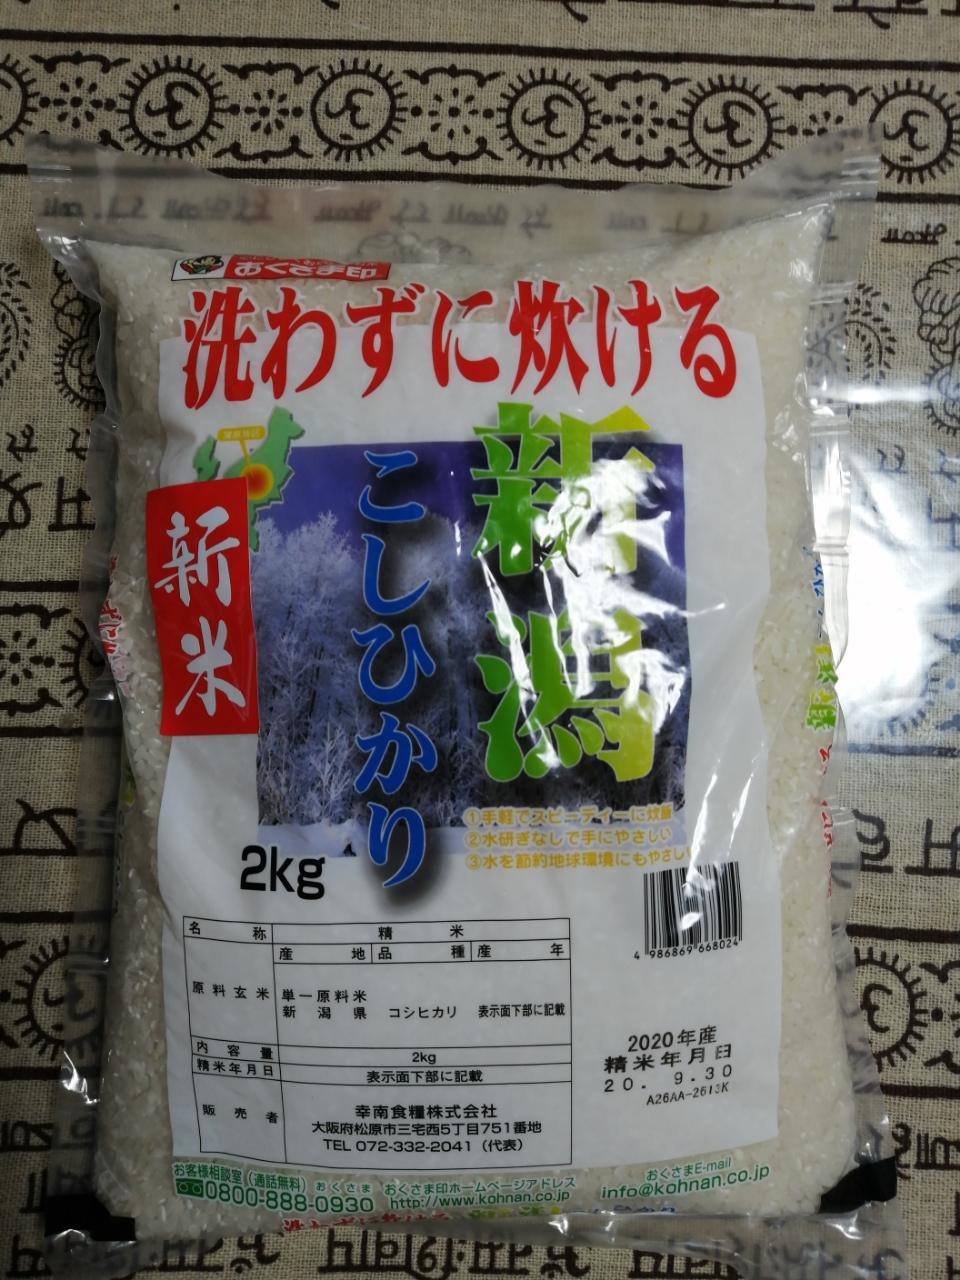 おくさま印
洗わずに炊ける
新潟
こしひかり
新米
①手軽でスピーディーに炊飯
②水研ぎなしで手にやさしい
③水を節約地球環境にもやさしい
2kg
4 986869 668024
名称 精米
産地 品種 産年
原料玄米 単一原料米
新潟県 コシヒカリ 表示面下部に記載
内容量 2kg
精米年月日 表示面下部に記載
販売者 幸南食糧株式会社
大阪府松原市三宅西5丁目751番地
TEL 072-332-2041（代表）
2020年産
精米年月日
20. 9.30
A26AA-2613K
お客様相談室（通話無料）おくさま
0800-888-0930
おくさま印ホームページアドレス
http://www.kohnan.co.jp
おくさまE-mail
info@kohnan.co.jp
洗わずに炊ける